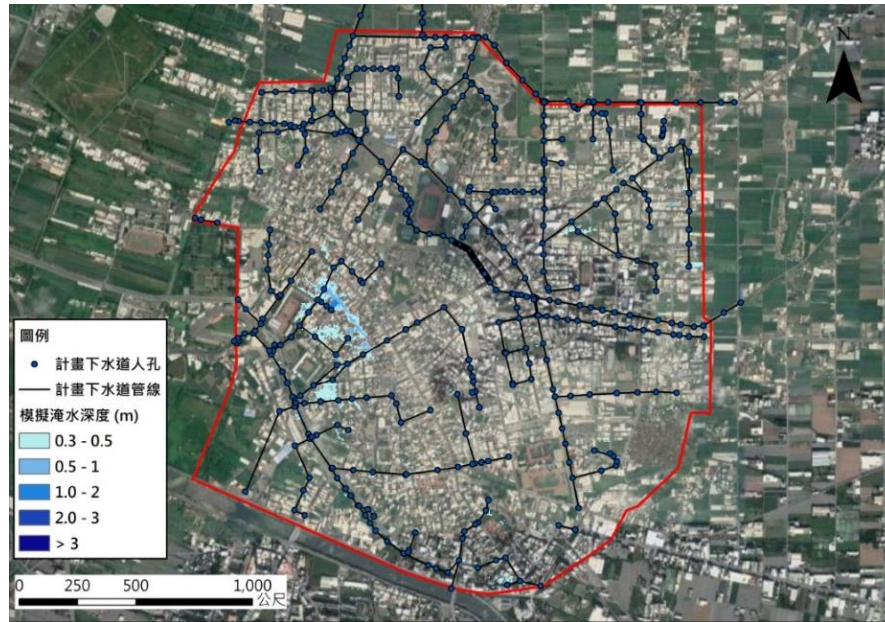 N
圖例
計畫下水道人孔
計畫下水道管線
模擬淹水深度 (m)
0.3 - 0.5
0.5 - 1
1.0 - 2
2.0 - 3
> 3
0 250 500 1,000
公尺